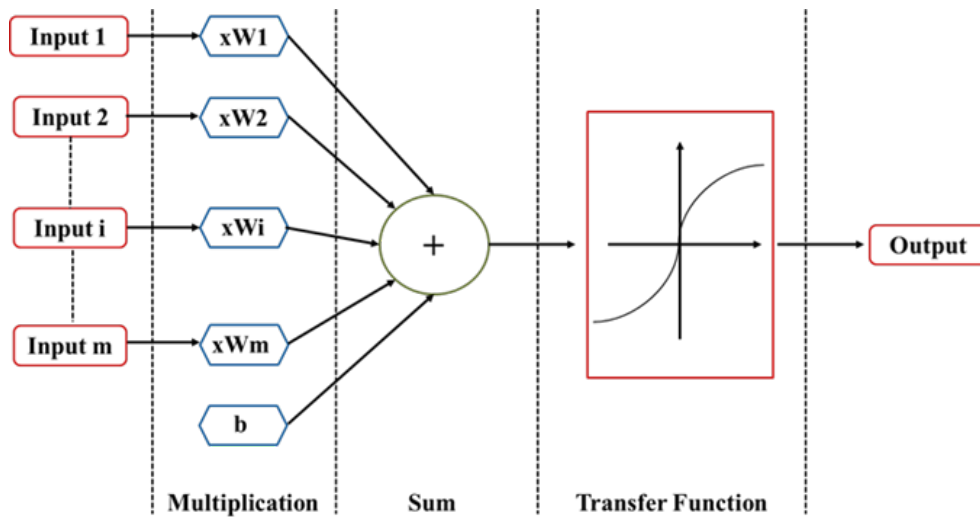 Input 1
xW1
Input 2
xW2
Input i
xWi
+
Output
Input m
xWm
b
Multiplication
Sum
Transfer Function